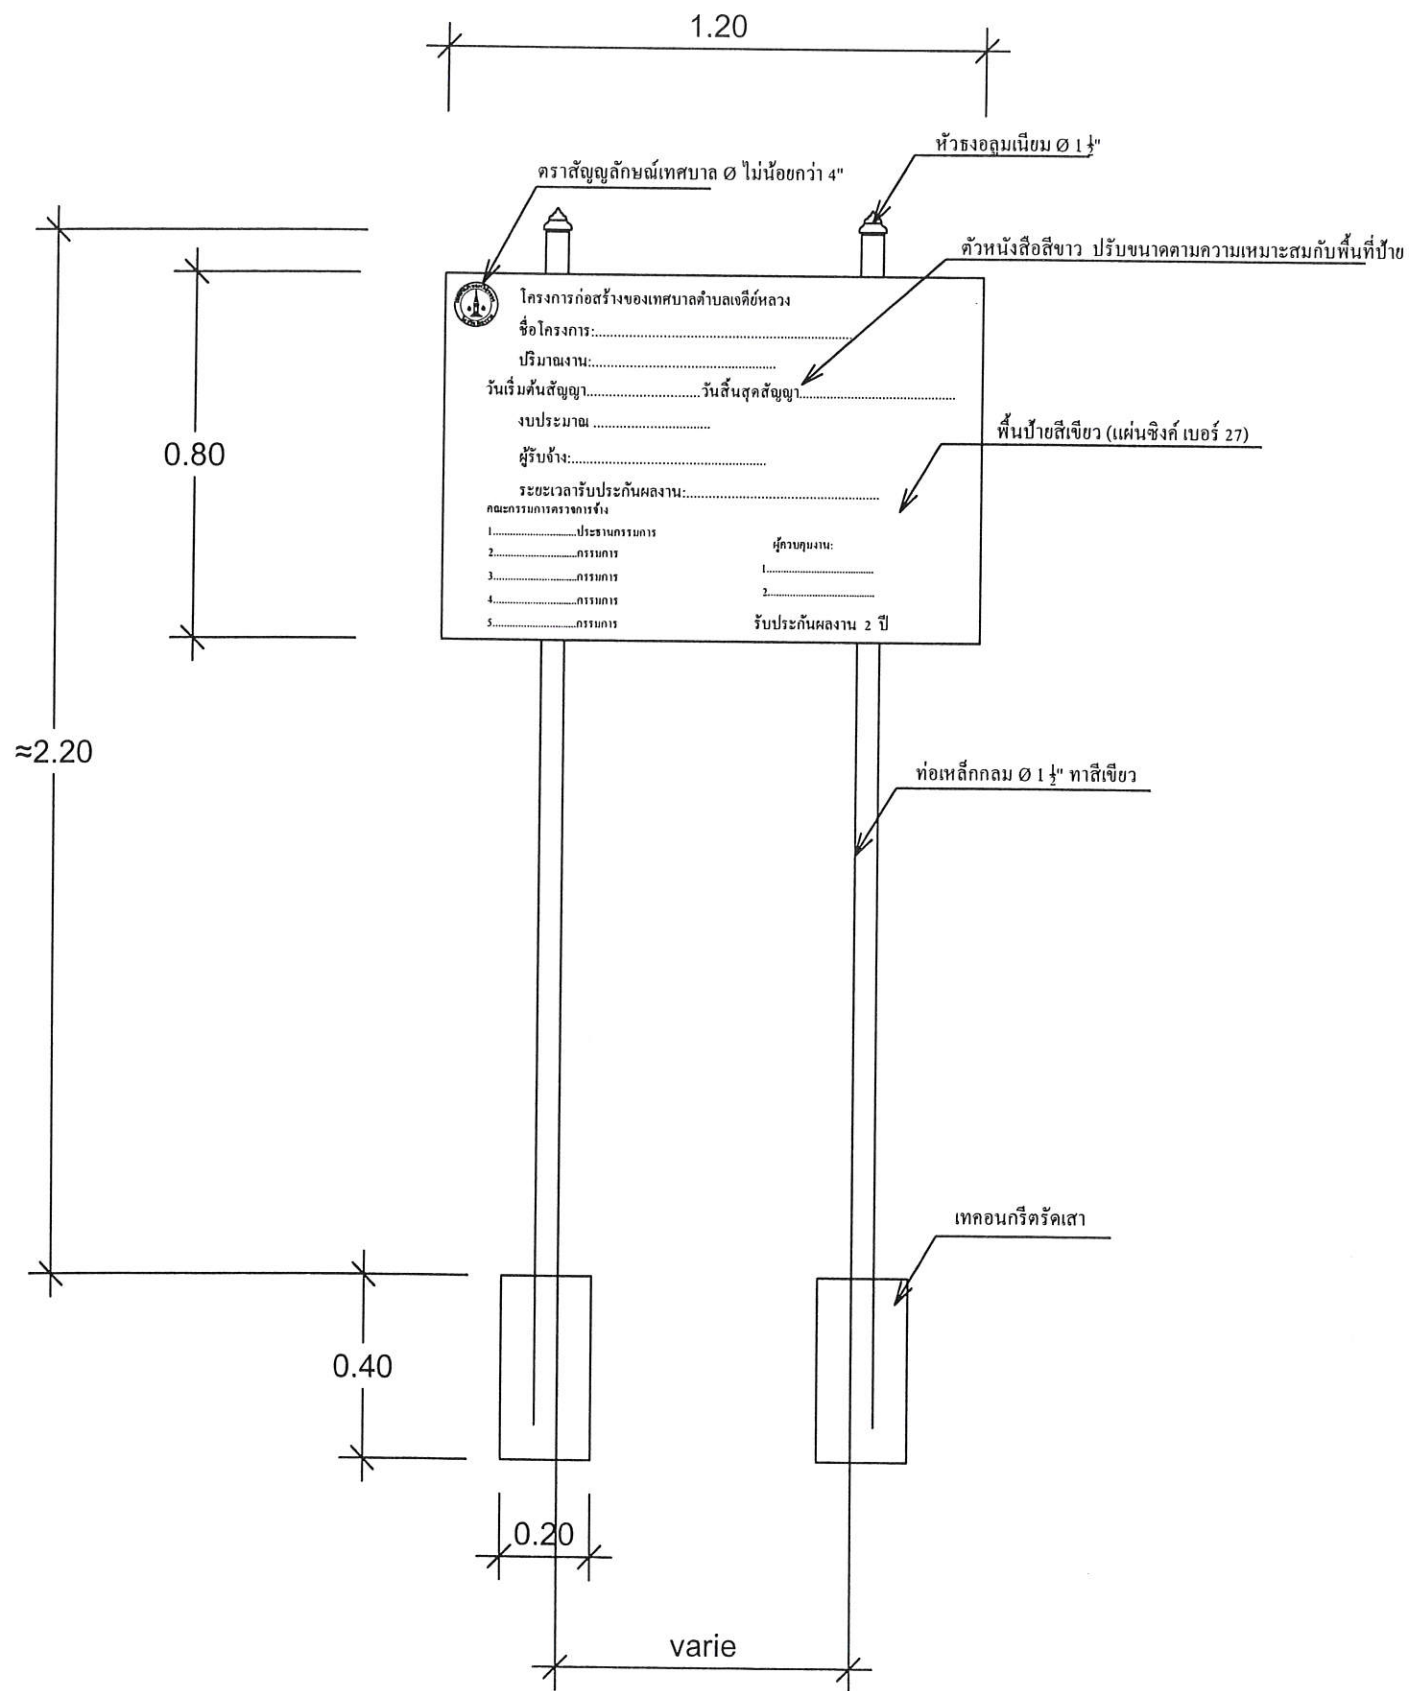 1.20
หัวธงอลูมเนียม Ø 1 ½"
ตราสัญญลักษณ์เทศบาล Ø ไม่น้อยกว่า 4"
ตัวหนังสือสีขาว ปรับขนาดตามความเหมาะสมกับพื้นที่ป้าย
โครงการก่อสร้างของเทศบาลตำบลเจดีย์หลวง
ชื่อโครงการ:..................................................................
ปริมาณงาน:...............................................
วันเริ่มต้นสัญญา.............................วันสิ้นสุดสัญญา........................................
งบประมาณ ..............................
พื้นป้ายสีเขียว (แผ่นซิงค์ เบอร์ 27)
0.80
ผู้รับจ้าง:..................................................
ระยะเวลารับประกันผลงาน:..................................................
คณะกรรมการตรวจการจ้าง
1............................ประธานกรรมการ
ผู้ควบคุมงาน:
2............................กรรมการ
1....................................
3............................กรรมการ
2....................................
4............................กรรมการ
5............................กรรมการ
รับประกันผลงาน 2 ปี
≈2.20
ท่อเหล็กกลม Ø 1 ½" ทาสีเขียว
เทคอนกรีตรัดเสา
0.40
0.20
varie